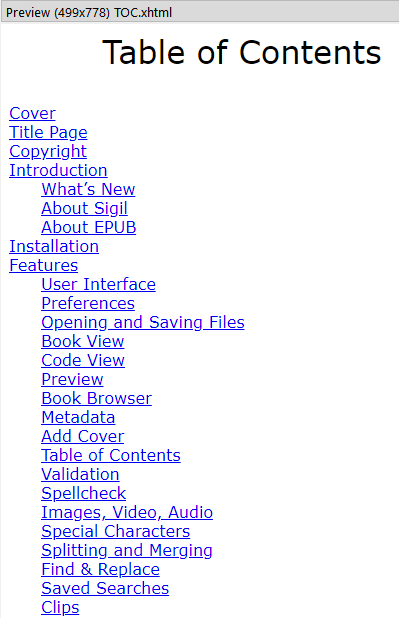 Preview (499x778) TOC.xhtml
Table of Contents
Cover
Title Page
Copyright
Introduction
What’s New
About Sigil
About EPUB
Installation
Features
User Interface
Preferences
Opening and Saving Files
Book View
Code View
Preview
Book Browser
Metadata
Add Cover
Table of Contents
Validation
Spellcheck
Images, Video, Audio
Special Characters
Splitting and Merging
Find & Replace
Saved Searches
Clips